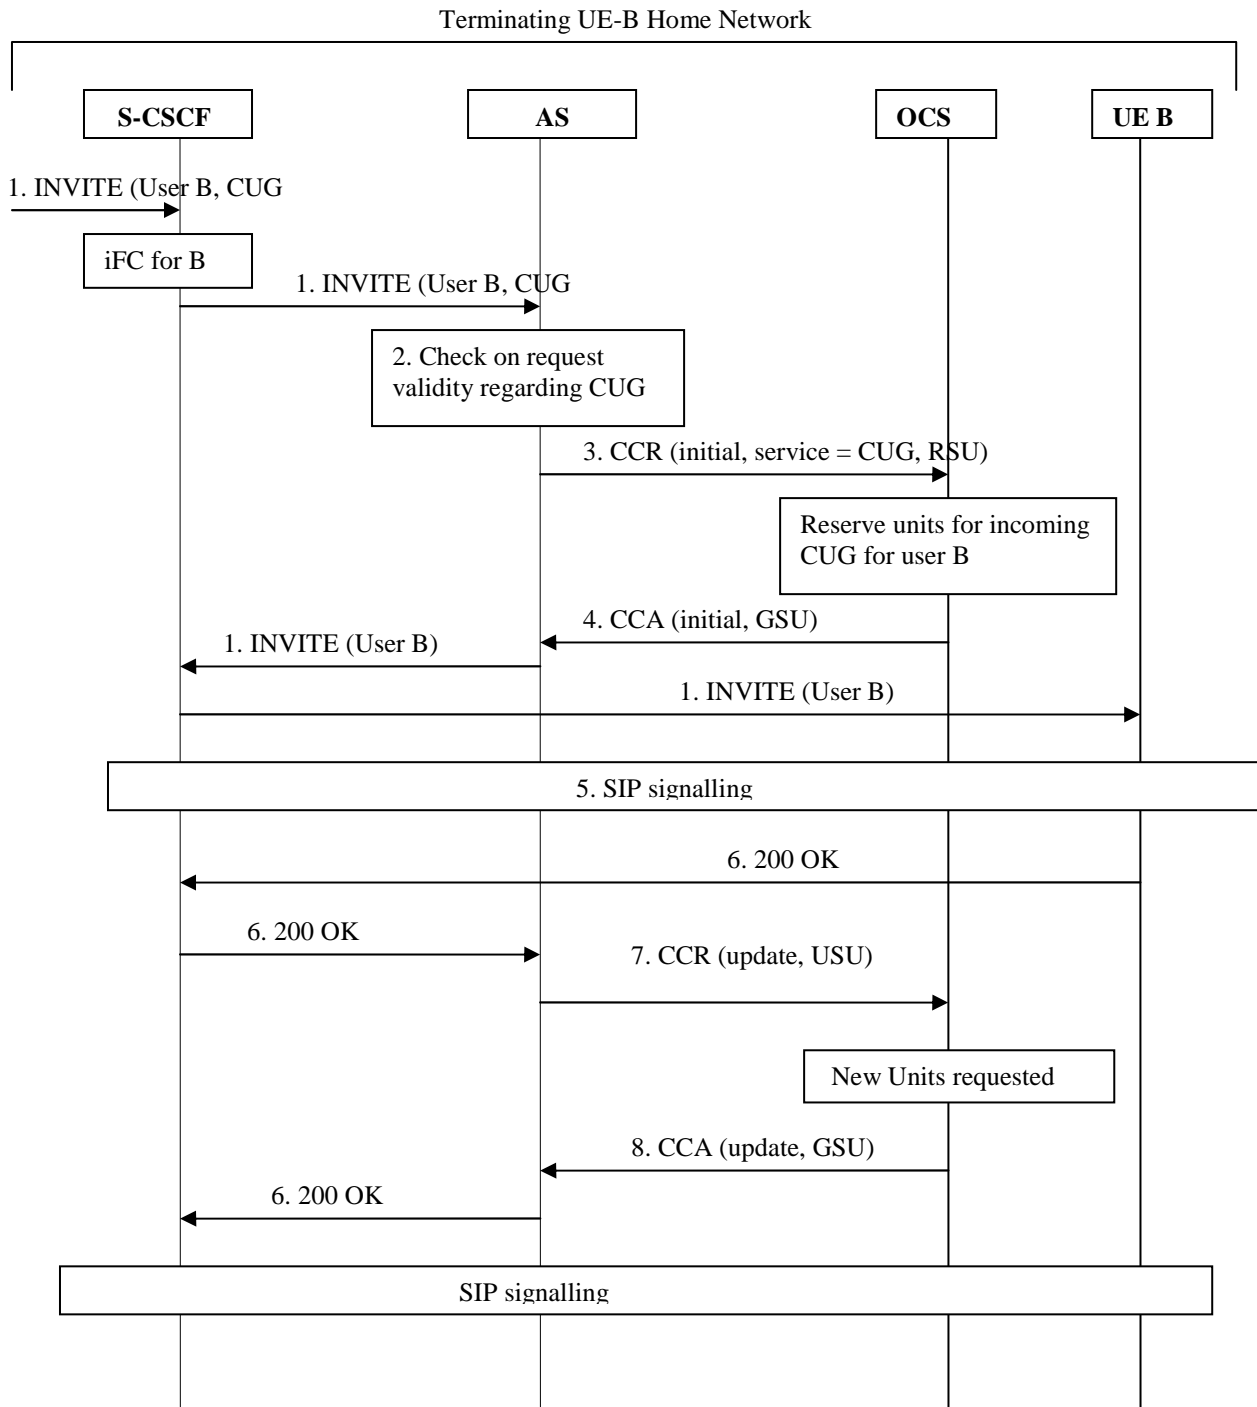 Terminating UE-B Home Network
S-CSCF
AS
OCS
UE B
1. INVITE (User B, CUG
iFC for B
1. INVITE (User B, CUG
2. Check on request
validity regarding CUG
3. CCR (initial, service = CUG, RSU)
Reserve units for incoming
CUG for user B
4. CCA (initial, GSU)
1. INVITE (User B)
1. INVITE (User B)
5. SIP signalling
6. 200 OK
6. 200 OK
7. CCR (update, USU)
New Units requested
8. CCA (update, GSU)
6. 200 OK
SIP signalling